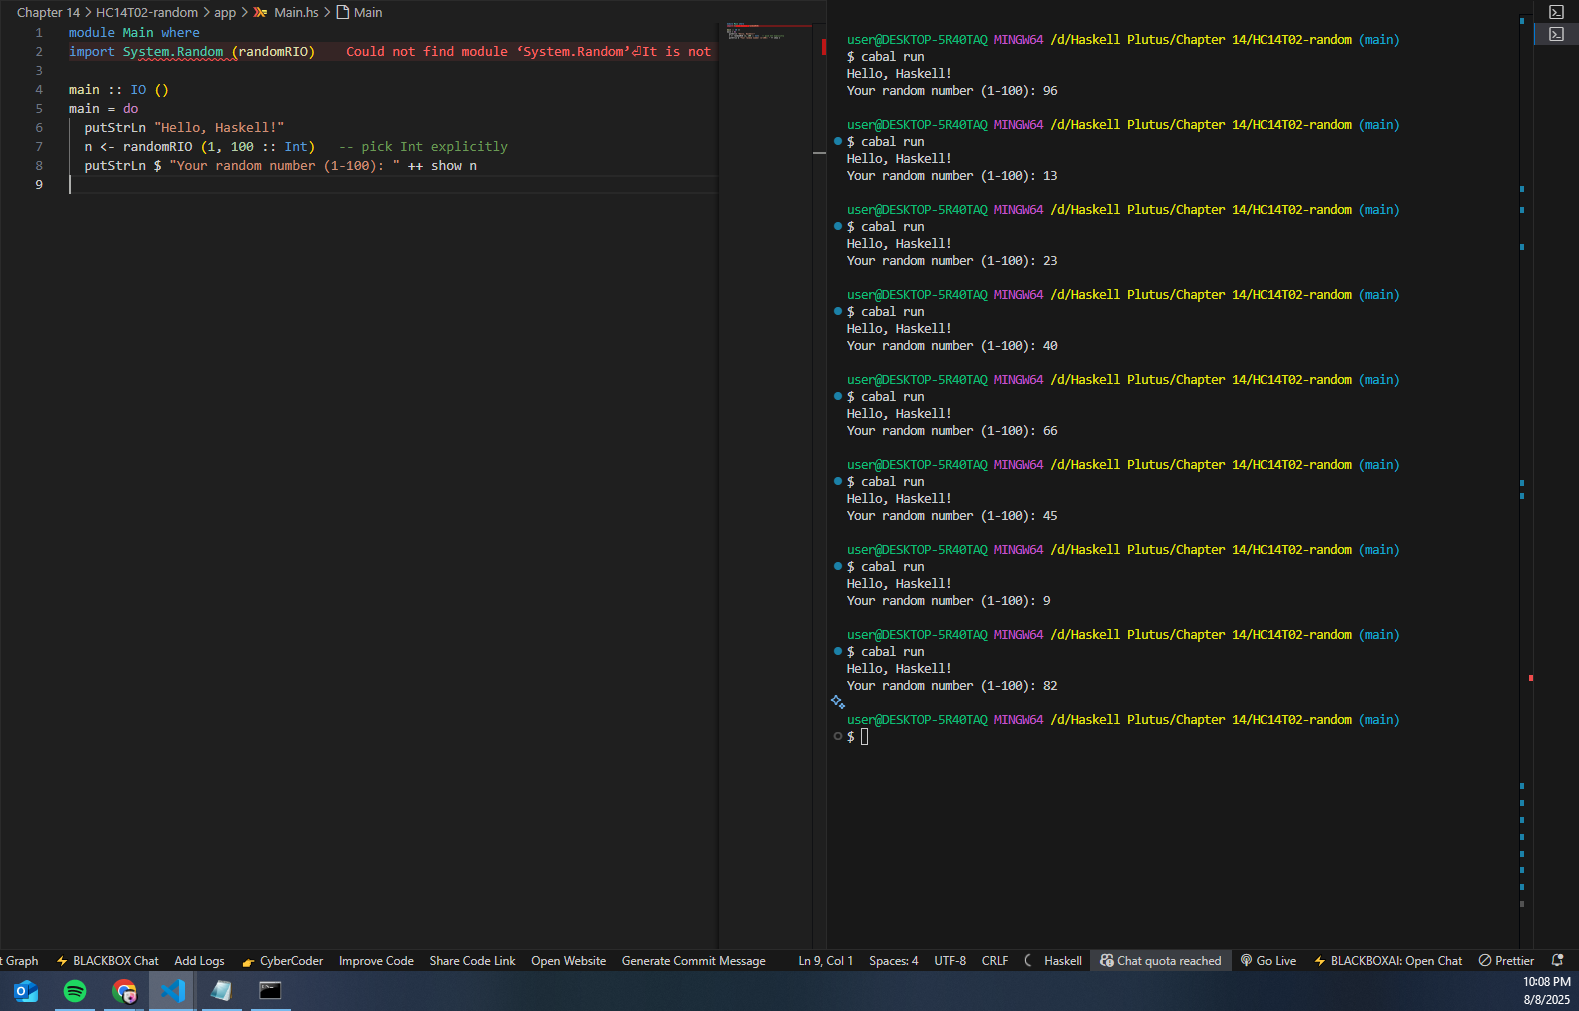 Chapter 14 > HC14T02-random > app > Main.hs > Main
1 module Main where
2 import System.Random (randomRIO) Could not find module ‘System.Random’⏎It is not
3
4 main :: IO ()
5 main = do
6 putStrLn "Hello, Haskell!"
7 n <- randomRIO (1, 100 :: Int) -- pick Int explicitly
8 putStrLn $ "Your random number (1-100): " ++ show n
9
user@DESKTOP-5R40TAQ MINGW64 /d/Haskell Plutus/Chapter 14/HC14T02-random (main)
$ cabal run
Hello, Haskell!
Your random number (1-100): 96
user@DESKTOP-5R40TAQ MINGW64 /d/Haskell Plutus/Chapter 14/HC14T02-random (main)
$ cabal run
Hello, Haskell!
Your random number (1-100): 13
user@DESKTOP-5R40TAQ MINGW64 /d/Haskell Plutus/Chapter 14/HC14T02-random (main)
$ cabal run
Hello, Haskell!
Your random number (1-100): 23
user@DESKTOP-5R40TAQ MINGW64 /d/Haskell Plutus/Chapter 14/HC14T02-random (main)
$ cabal run
Hello, Haskell!
Your random number (1-100): 40
user@DESKTOP-5R40TAQ MINGW64 /d/Haskell Plutus/Chapter 14/HC14T02-random (main)
$ cabal run
Hello, Haskell!
Your random number (1-100): 66
user@DESKTOP-5R40TAQ MINGW64 /d/Haskell Plutus/Chapter 14/HC14T02-random (main)
$ cabal run
Hello, Haskell!
Your random number (1-100): 45
user@DESKTOP-5R40TAQ MINGW64 /d/Haskell Plutus/Chapter 14/HC14T02-random (main)
$ cabal run
Hello, Haskell!
Your random number (1-100): 9
user@DESKTOP-5R40TAQ MINGW64 /d/Haskell Plutus/Chapter 14/HC14T02-random (main)
$ cabal run
Hello, Haskell!
Your random number (1-100): 82
user@DESKTOP-5R40TAQ MINGW64 /d/Haskell Plutus/Chapter 14/HC14T02-random (main)
$
t Graph BLACKBOX Chat Add Logs CyberCoder Improve Code Share Code Link Open Website Generate Commit Message Ln 9, Col 1 Spaces: 4 UTF-8 CRLF Haskell Chat quota reached Go Live BLACKBOXAI: Open Chat Prettier
10:08 PM
8/8/2025